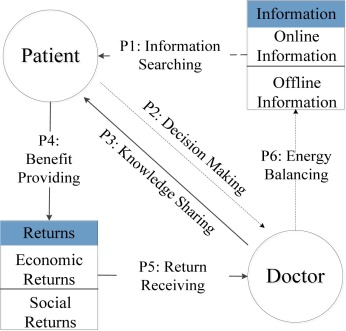 Information
Online
Information
Offline
Information
Patient
P1: Information
Searching
P2: Decision Making
P3: Knowledge Sharing
P4:
Benefit
Providing
P6: Energy
Balancing
Returns
Economic
Returns
Social
Returns
P5: Return
Receiving
Doctor